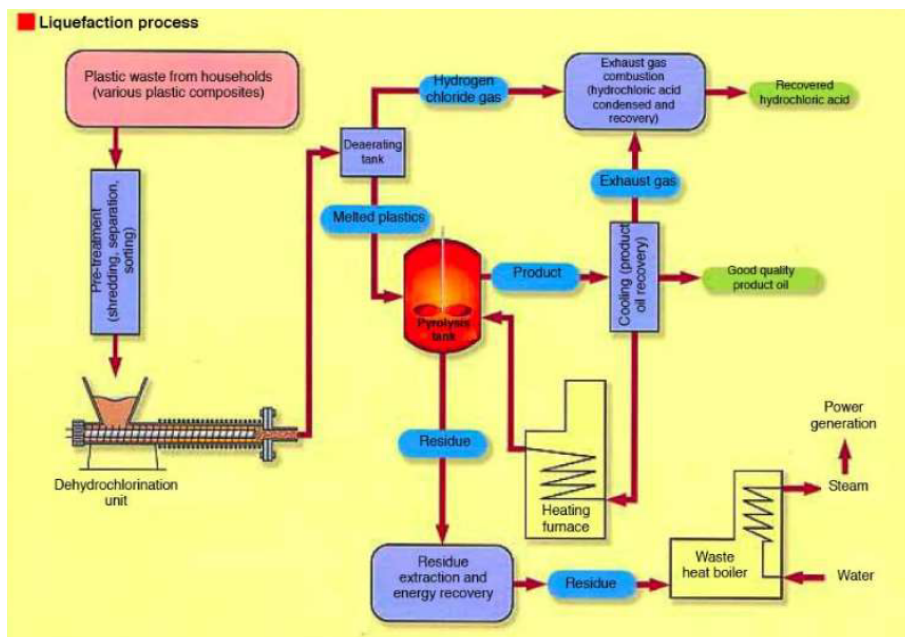 Liquefaction process
Plastic waste from households
(various plastic composites)
Hydrogen
chloride gas
Exhaust gas
combustion
(hydrochloric acid
condensed and
recovery)
Recovered
hydrochloric acid
Deaerating
tank
Exhaust gas
Melted plastics
Pre-treatment
(shredding, separation,
sorting)
Product
Cooling (product
oil recovery)
Good quality
product oil
Pyrolysis
tank
Residue
Dehydrochlorination
unit
Heating
furnace
Power
generation
Steam
Waste
heat boiler
Water
Residue
extraction and
energy recovery
Residue